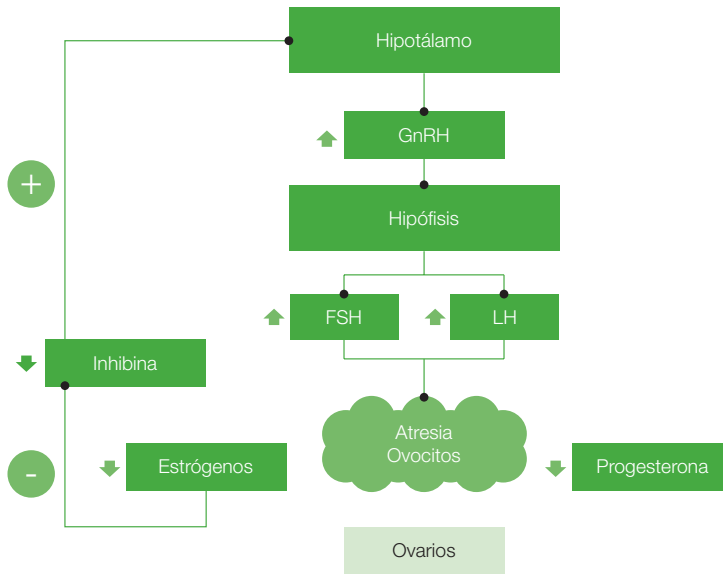 Hipotálamo
GnRH
+
Hipófisis
FSH
LH
Inhibina
Atresia
Ovocitos
-
Estrógenos
Progesterona
Ovarios